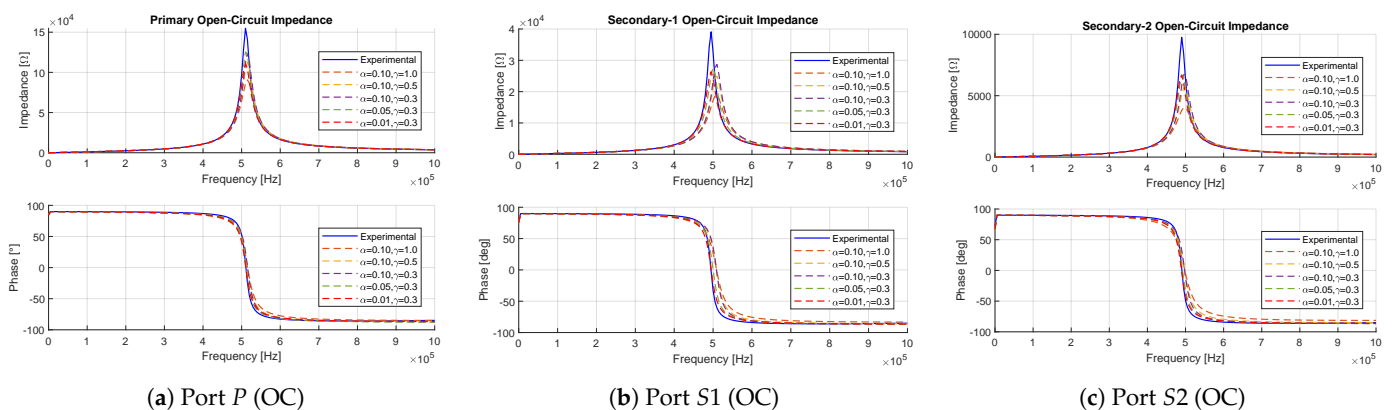 Primary Open-Circuit Impedance
×10⁴
15
10
5
0
Impedance [Ω]
Experimental
α=0.10,γ=1.0
α=0.10,γ=0.5
α=0.10,γ=0.3
α=0.05,γ=0.3
α=0.01,γ=0.3
0 1 2 3 4 5 6 7 8 9 10
Frequency [Hz]
×10⁵
100
50
0
-50
-100
Phase [°]
Experimental
α=0.10,γ=1.0
α=0.10,γ=0.5
α=0.10,γ=0.3
α=0.05,γ=0.3
α=0.01,γ=0.3
0 1 2 3 4 5 6 7 8 9 10
Frequency [Hz]
×10⁵
(a) Port P (OC)
Secondary-1 Open-Circuit Impedance
×10⁴
4
3
2
1
0
Impedance [Ω]
Experimental
α=0.10,γ=1.0
α=0.10,γ=0.5
α=0.10,γ=0.3
α=0.05,γ=0.3
α=0.01,γ=0.3
0 1 2 3 4 5 6 7 8 9 10
Frequency [Hz]
×10⁵
100
50
0
-50
-100
Phase [deg]
Experimental
α=0.10,γ=1.0
α=0.10,γ=0.5
α=0.10,γ=0.3
α=0.05,γ=0.3
α=0.01,γ=0.3
0 1 2 3 4 5 6 7 8 9 10
Frequency [Hz]
×10⁵
(b) Port S1 (OC)
Secondary-2 Open-Circuit Impedance
10000
6000
2000
0
Impedance [Ω]
Experimental
α=0.10,γ=1.0
α=0.10,γ=0.5
α=0.10,γ=0.3
α=0.05,γ=0.3
α=0.01,γ=0.3
0 1 2 3 4 5 6 7 8 9 10
Frequency [Hz]
×10⁵
100
50
0
-50
-100
Phase [deg]
Experimental
α=0.10,γ=1.0
α=0.10,γ=0.5
α=0.10,γ=0.3
α=0.05,γ=0.3
α=0.01,γ=0.3
0 1 2 3 4 5 6 7 8 9 10
Frequency [Hz]
×10⁵
(c) Port S2 (OC)